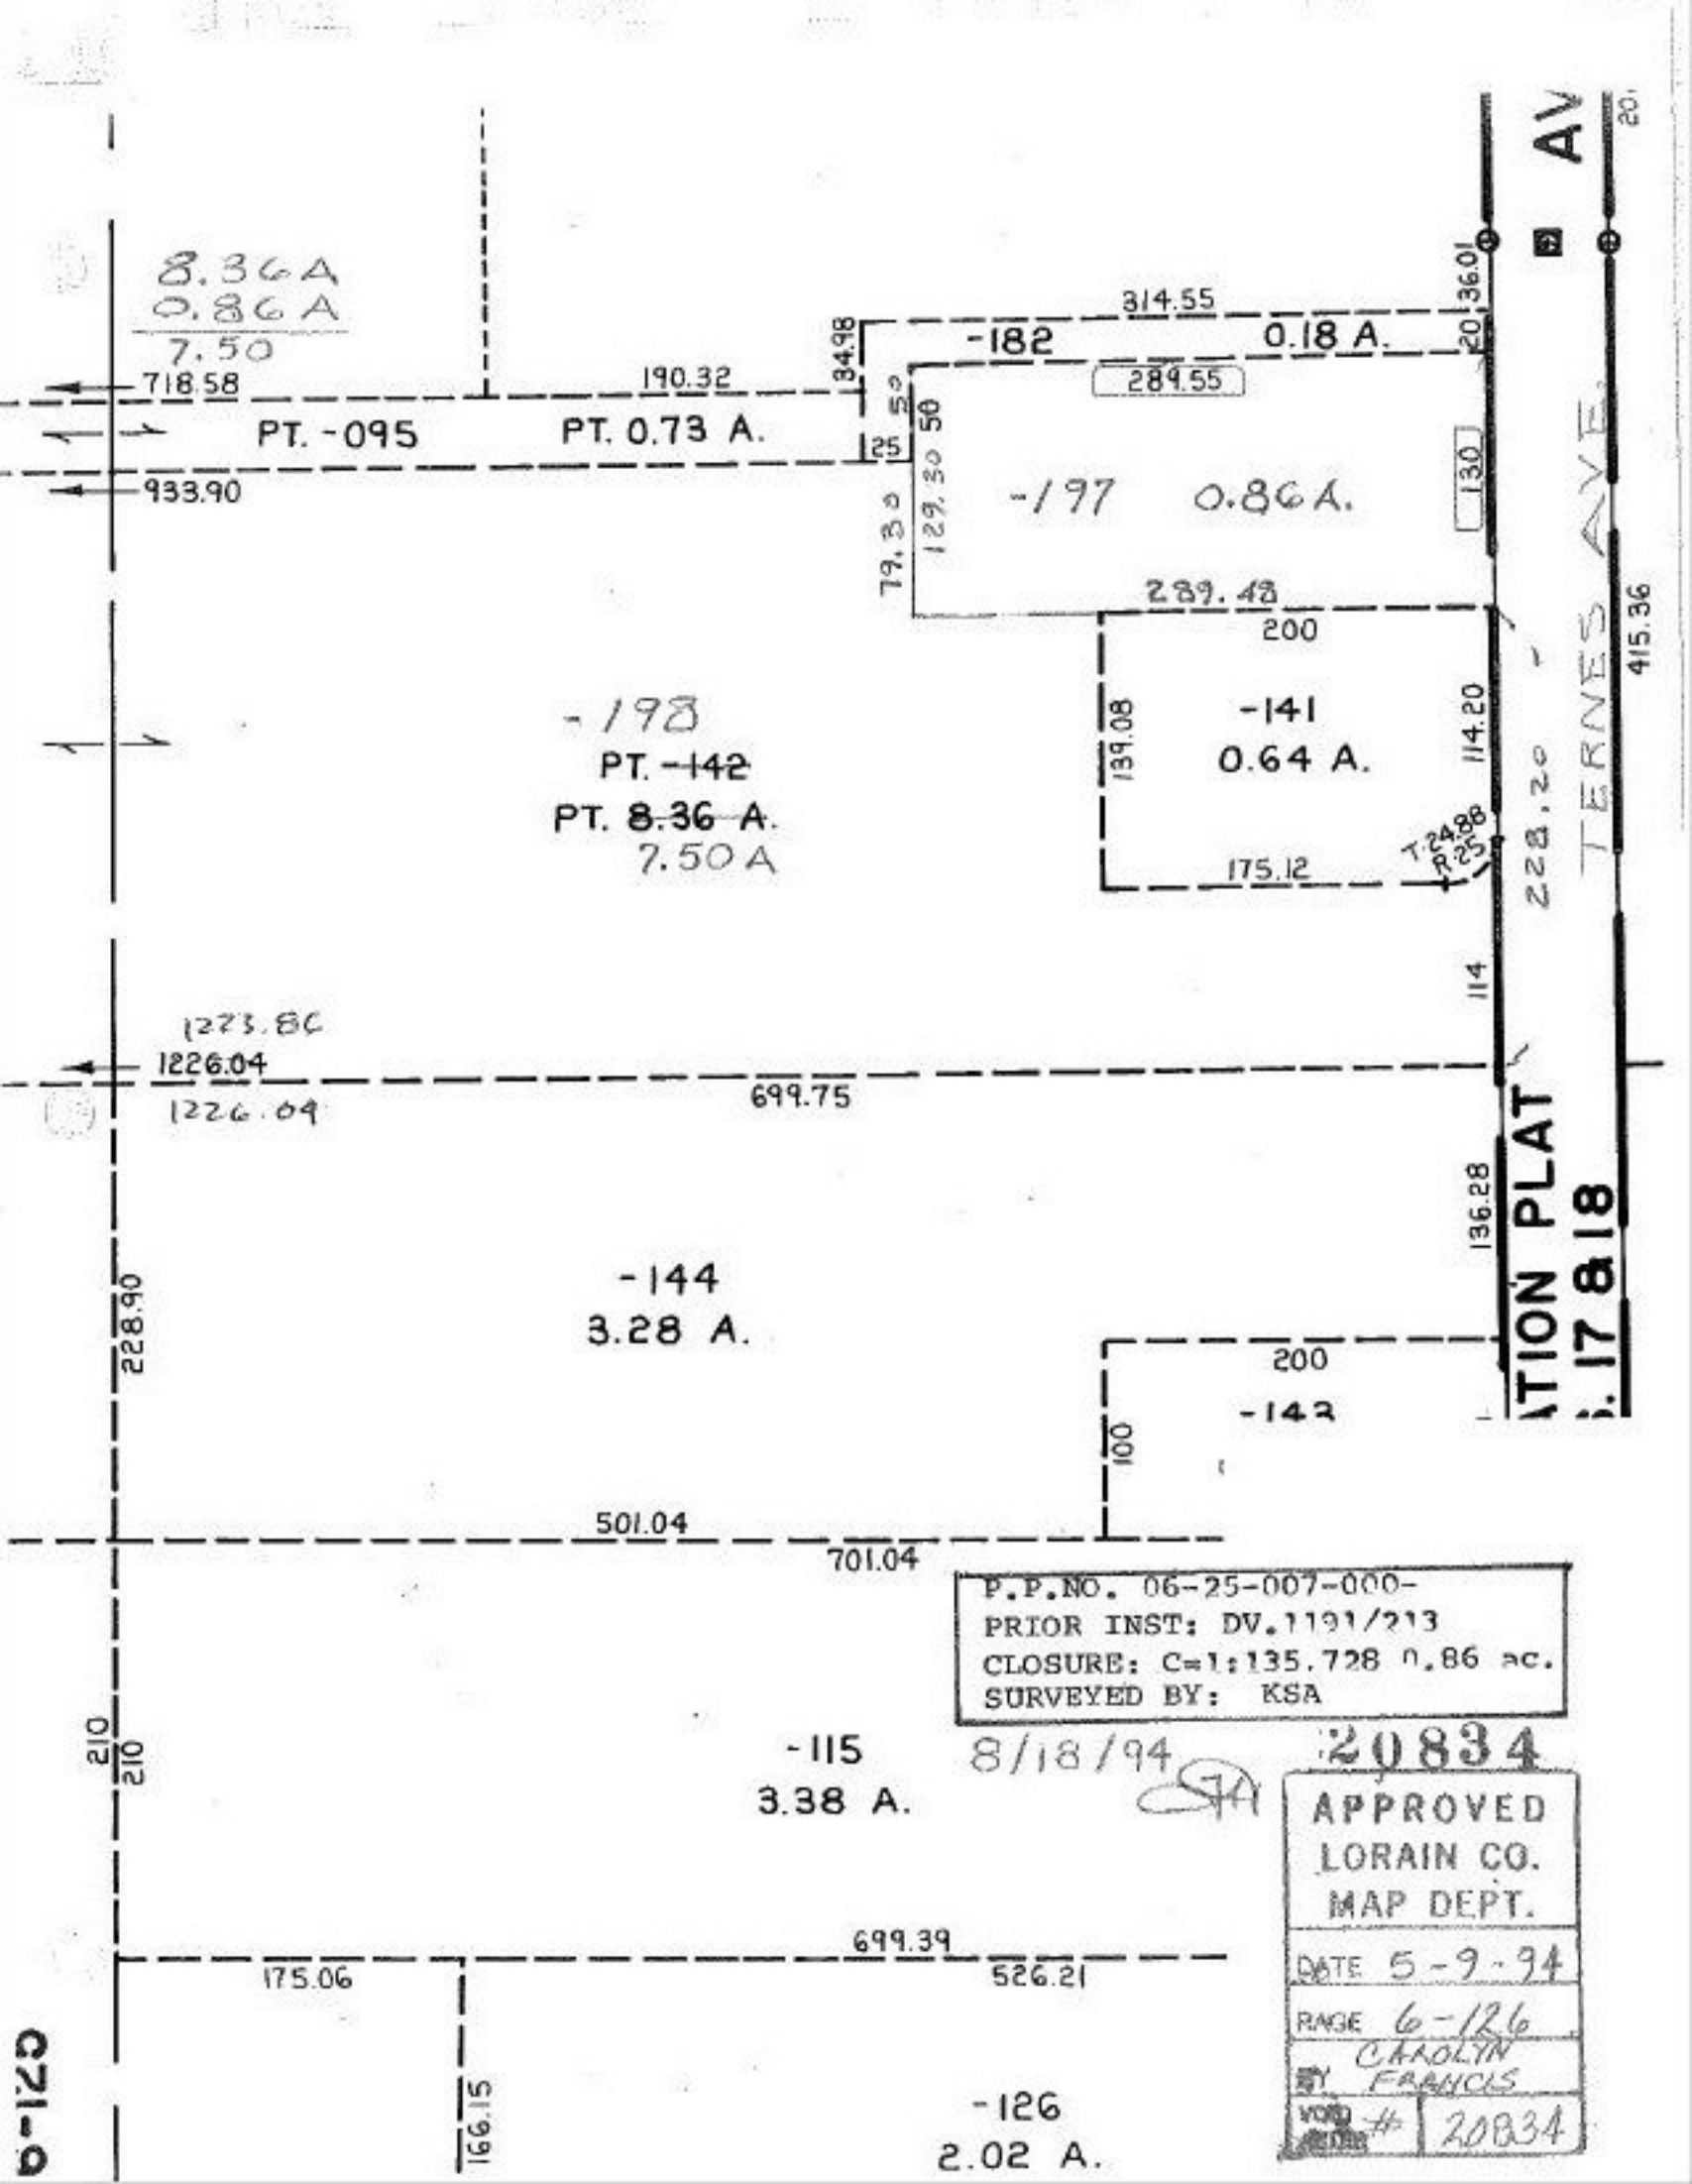 AV
20.
36.01
8.36 A
0.86 A
7.50
314.55
34.98
-182
0.18 A.
20
718.58
190.32
289.55
50
50
PT. -095
PT. 0.73 A.
25
130
933.90
79.30
129.30
-197
0.86 A.
TERNES AVE.
289.48
200
415.36
-198
PT. -142
PT. 8.36 A.
7.50 A
139.08
-141
0.64 A.
114.20
228.20
T.24.88
R.25
175.12
114
1226.04
1226.04
699.75
ATION PLAT
. 17 & 18
136.28
228.90
-144
3.28 A.
200
100
501.04
701.04
P.P.NO. 06-25-007-000-
PRIOR INST: DV.1191/213
CLOSURE: C=1:135.728 0.86 ac.
SURVEYED BY: KSA
210
210
-115
3.38 A.
8/18/94
20834
APPROVED
LORAIN CO.
MAP DEPT.
DATE 5-9-94
PAGE 6-126
BY CAROLYN
FRANCIS
# 20834
699.39
175.06
526.21
166.15
-126
2.02 A.